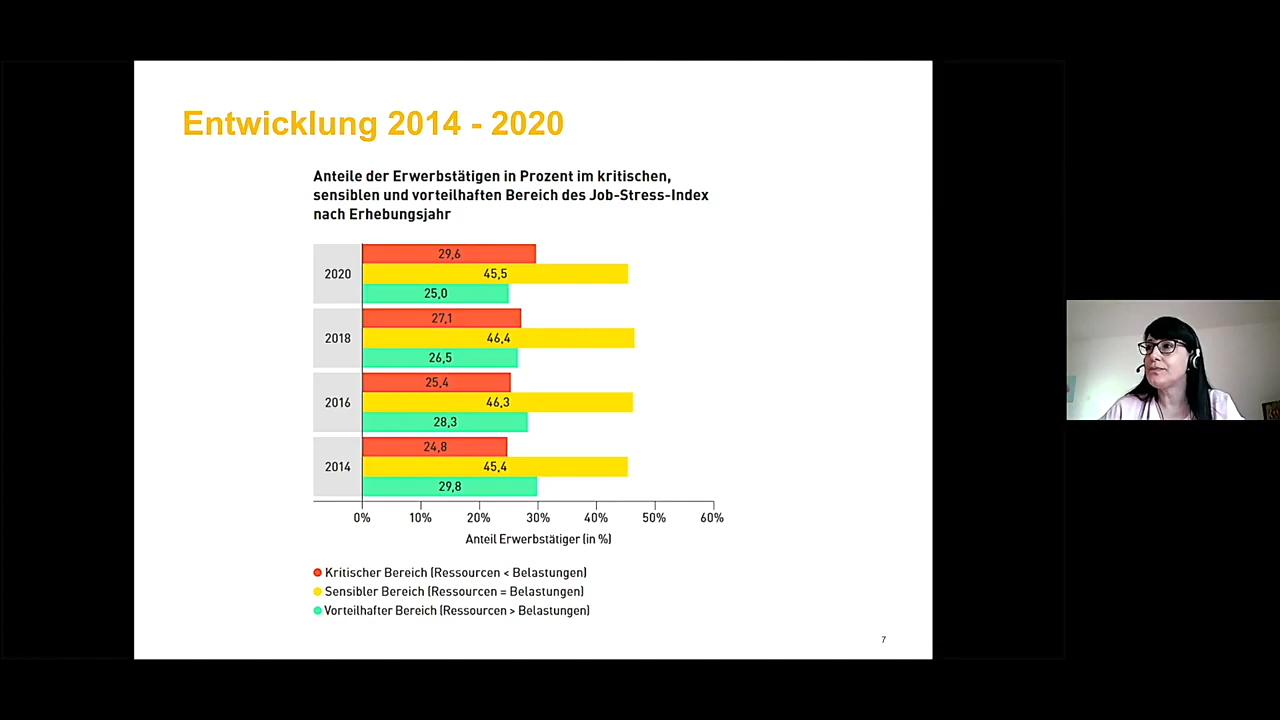 Entwicklung 2014 - 2020
Anteile der Erwerbstätigen in Prozent im kritischen,
sensiblen und vorteilhaften Bereich des Job-Stress-Index
nach Erhebungsjahr
29,6
2020
45,5
25,0
27,1
2018
46,4
26,5
25,4
2016
46,3
28,3
24,8
2014
45,4
29,8
0% 10% 20% 30% 40% 50% 60%
Anteil Erwerbstätiger (in %)
Kritischer Bereich (Ressourcen < Belastungen)
Sensibler Bereich (Ressourcen = Belastungen)
Vorteilhafter Bereich (Ressourcen > Belastungen)
7